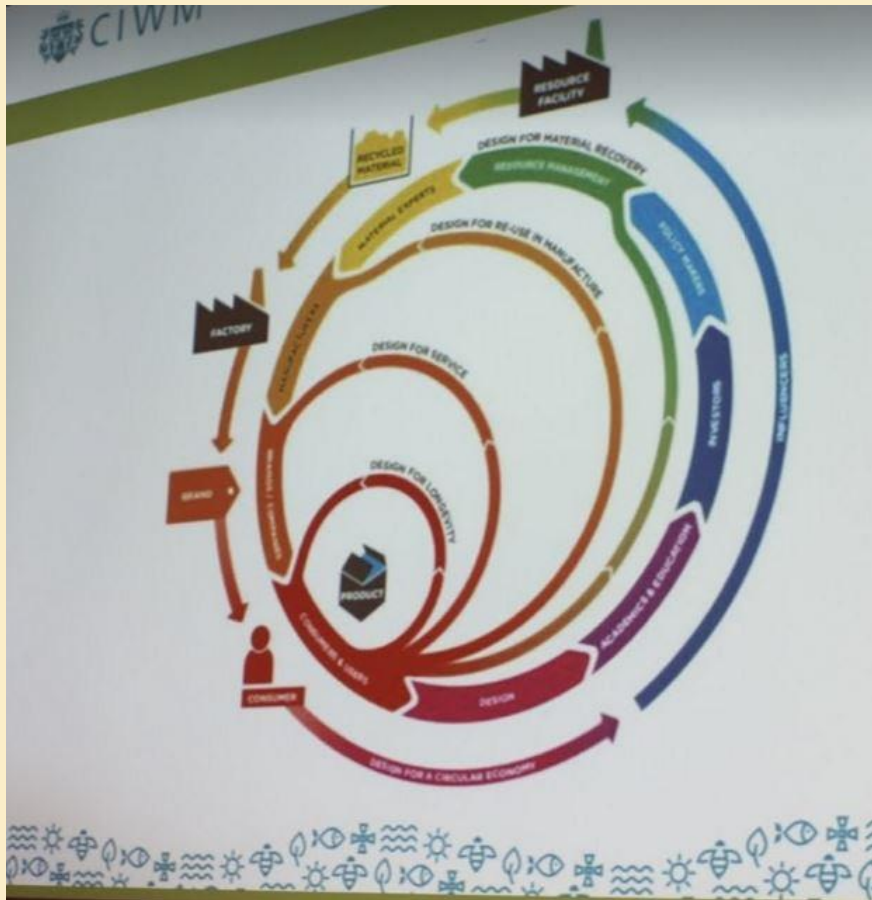 CIWM
RESOURCE
FACILITY
RECYCLED
MATERIAL
DESIGN FOR MATERIAL RECOVERY
RESOURCE MANAGEMENT
MATERIAL EXPERTS
DESIGN FOR RE-USE IN MANUFACTURE
POLICY MAKERS
FACTORY
MANUFACTURERS
DESIGN FOR SERVICE
INVESTORS
INFLUENCERS
BRAND
BRANDS / COMPANIES
DESIGN FOR LONGEVITY
PRODUCT
ACADEMICS & EDUCATION
CONSUMERS & USERS
CONSUMER
DESIGN
DESIGN FOR A CIRCULAR ECONOMY